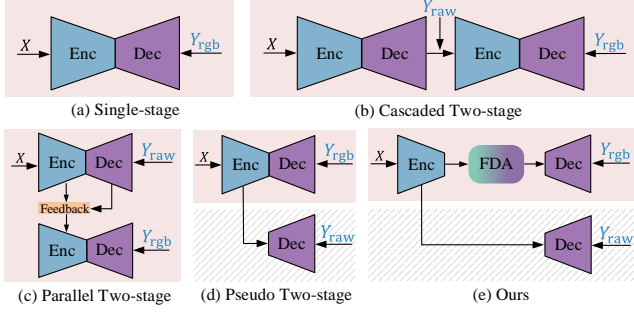 X Enc Dec Y_rgb
(a) Single-stage
X Enc Dec Y_raw Enc Dec Y_rgb
(b) Cascaded Two-stage
X Enc Dec Y_raw
Feedback
Enc Dec Y_rgb
(c) Parallel Two-stage
X Enc Dec Y_rgb
Dec Y_raw
(d) Pseudo Two-stage
X Enc FDA Dec Y_rgb
Dec Y_raw
(e) Ours